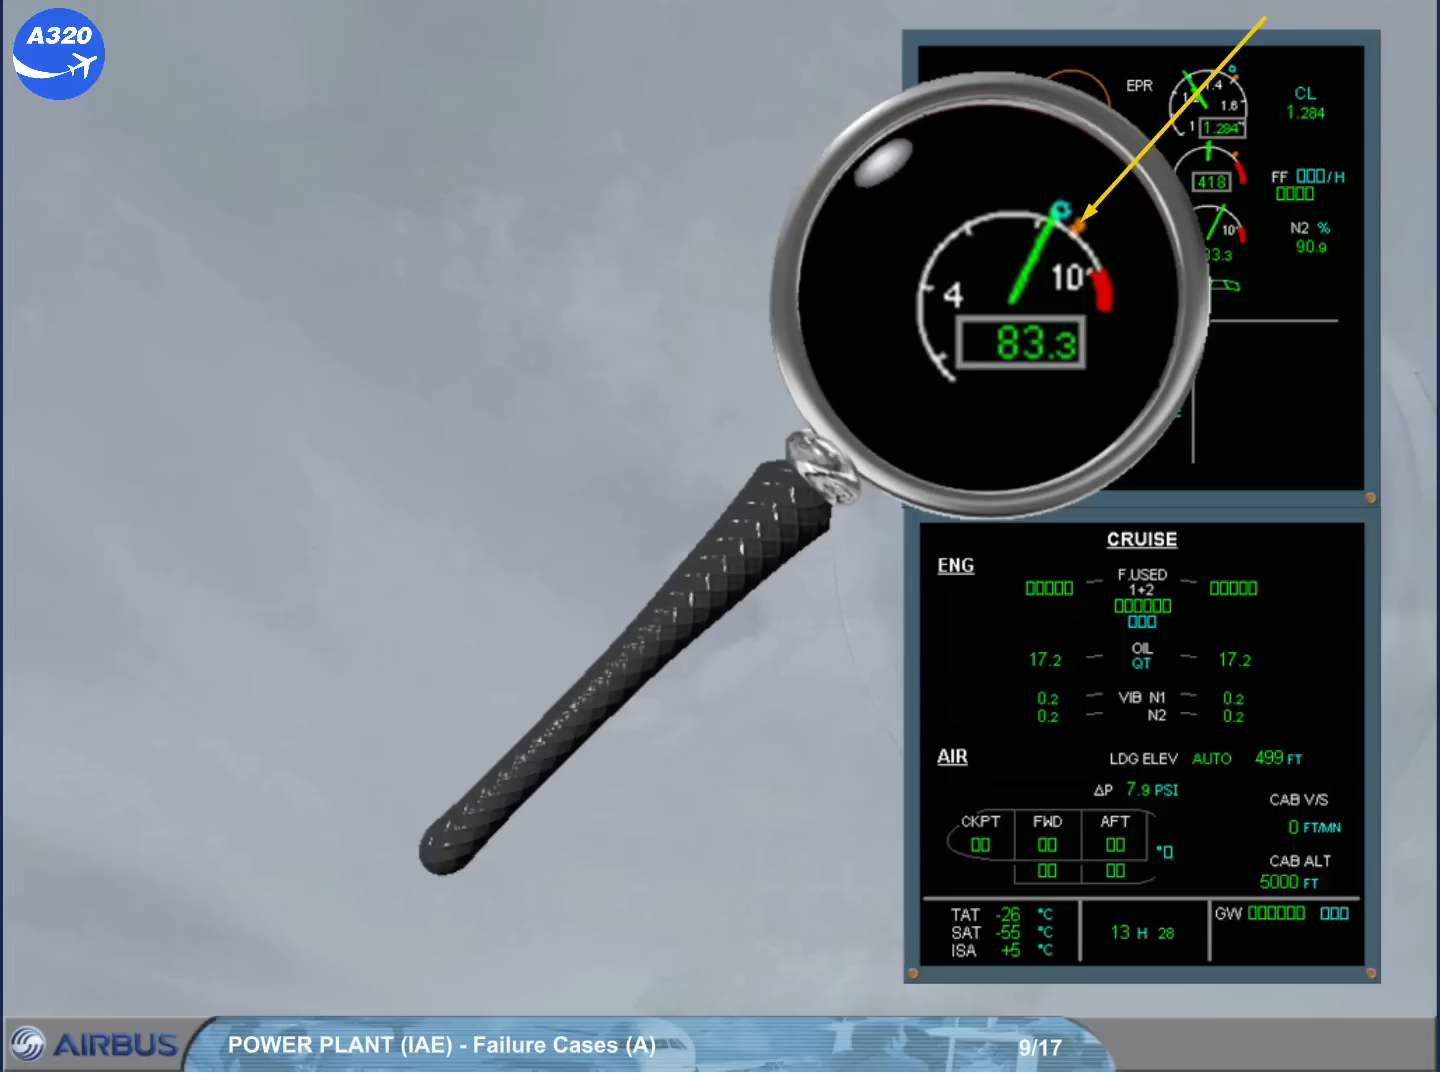 A320
EPR
1.4
1.6
1
1.284
CL
1.284
418
FF /H
10
33.3
N2 %
90.9
4
10
83.3
CRUISE
ENG
F.USED
1+2
17.2 OIL 17.2
QT
0.2 VIB N1 0.2
0.2 N2 0.2
AIR
LDG ELEV AUTO 499 FT
ΔP 7.9 PSI
CAB V/S
CKPT FWD AFT
0 FT/MN
CAB ALT
5000 FT
TAT -26 °C
SAT -55 °C
ISA +5 °C
13 H 28
GW
AIRBUS
POWER PLANT (IAE) - Failure Cases (A)
9/17